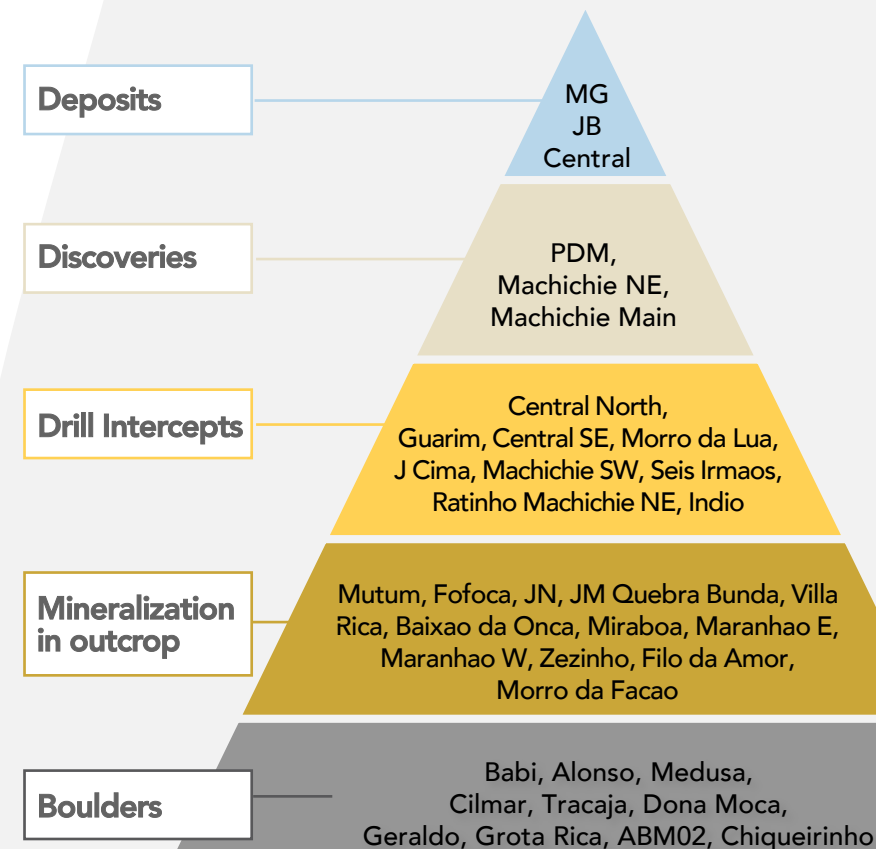 Deposits
MG
JB
Central
Discoveries
PDM,
Machichie NE,
Machichie Main
Drill Intercepts
Central North,
Guarim, Central SE, Morro da Lua,
J Cima, Machichie SW, Seis Irmaos,
Ratinho Machichie NE, Indio
Mineralization
in outcrop
Mutum, Fofoca, JN, JM Quebra Bunda, Villa
Rica, Baixao da Onca, Miraboa, Maranhao E,
Maranhao W, Zezinho, Filo da Amor,
Morro da Facao
Boulders
Babi, Alonso, Medusa,
Cilmar, Tracaja, Dona Moca,
Geraldo, Grota Rica, ABM02, Chiqueirinho